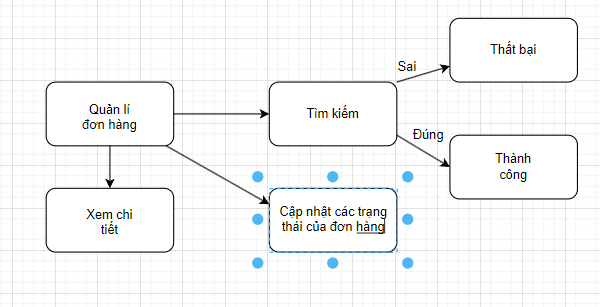 Thất bại
Sai
Quản lí
đơn hàng
Tìm kiếm
Đúng
Thành
công
Xem chi
tiết
Cập nhật các trạng
thái của đơn hàng